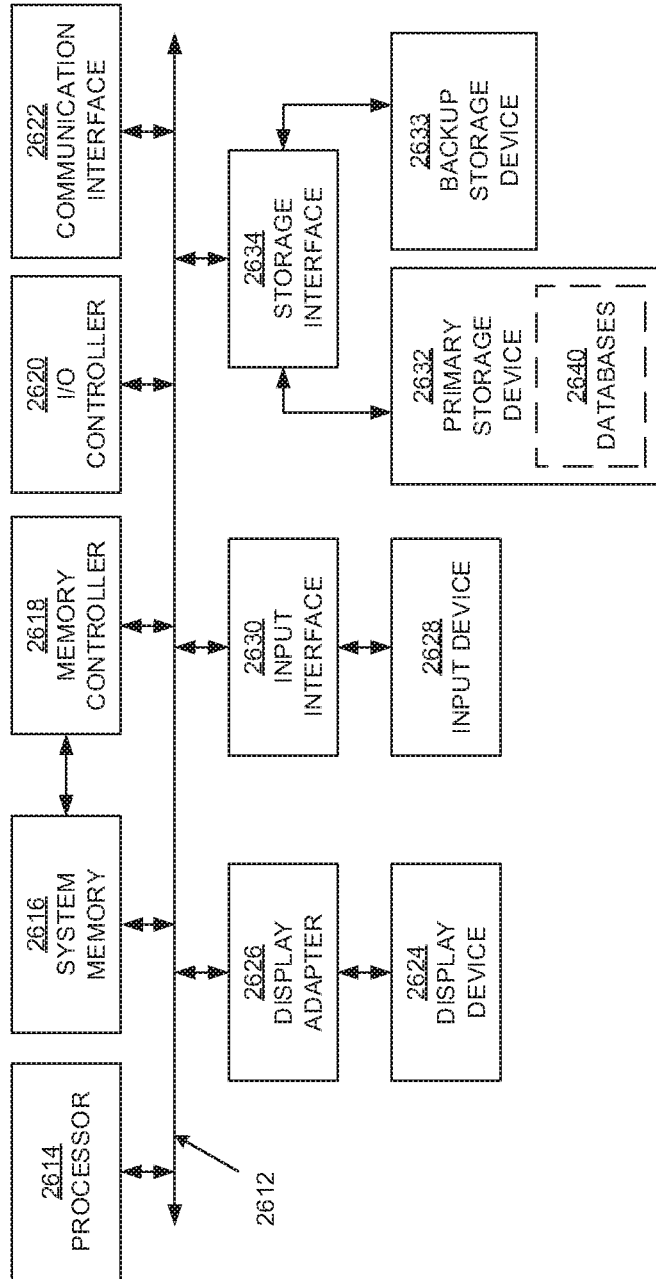 2614
PROCESSOR
2616
SYSTEM
MEMORY
2618
MEMORY
CONTROLLER
2620
I/O
CONTROLLER
2622
COMMUNICATION
INTERFACE
2612
2626
DISPLAY
ADAPTER
2630
INPUT
INTERFACE
2634
STORAGE
INTERFACE
2624
DISPLAY
DEVICE
2628
INPUT DEVICE
2632
PRIMARY
STORAGE
DEVICE
2640
DATABASES
2633
BACKUP
STORAGE
DEVICE